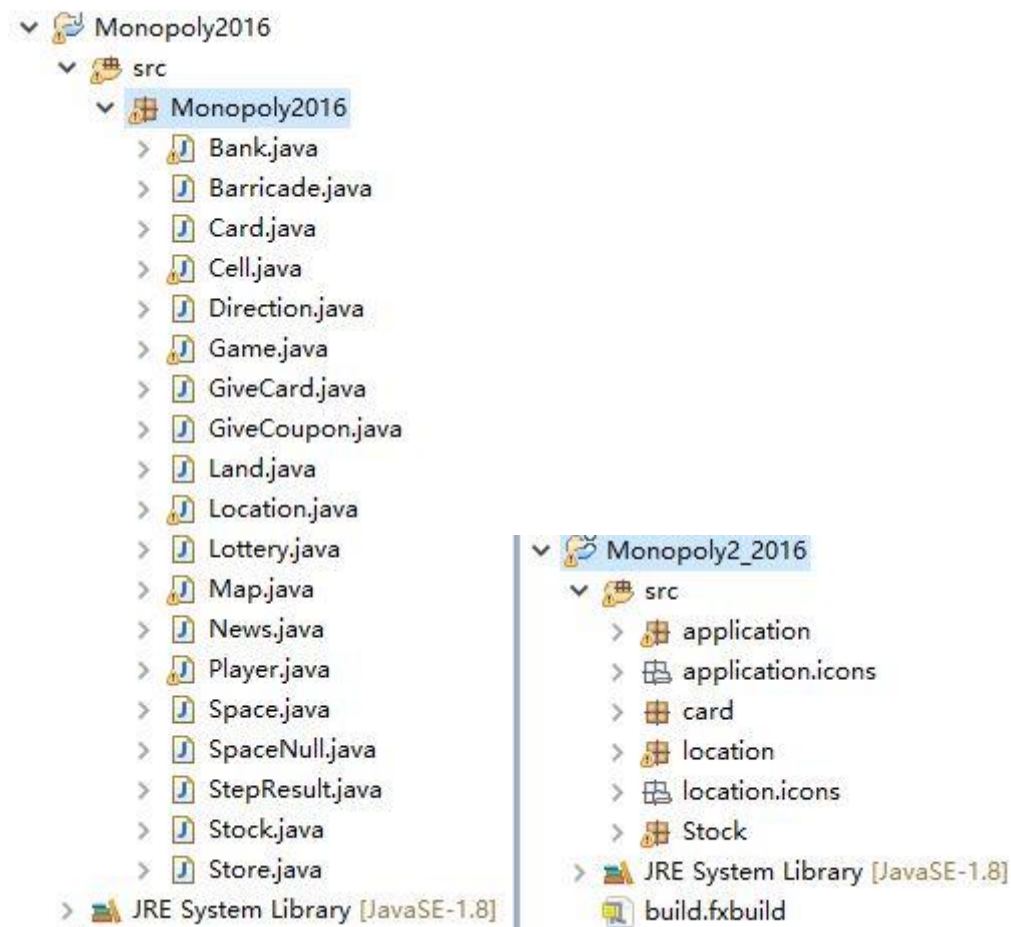 Monopoly2016
src
Monopoly2016
Bank.java
Barricade.java
Card.java
Cell.java
Direction.java
Game.java
GiveCard.java
GiveCoupon.java
Land.java
Location.java
Lottery.java
Map.java
News.java
Player.java
Space.java
SpaceNull.java
StepResult.java
Stock.java
Store.java
JRE System Library [JavaSE-1.8]
Monopoly2_2016
src
application
application.icons
card
location
location.icons
Stock
JRE System Library [JavaSE-1.8]
build.fxbuild